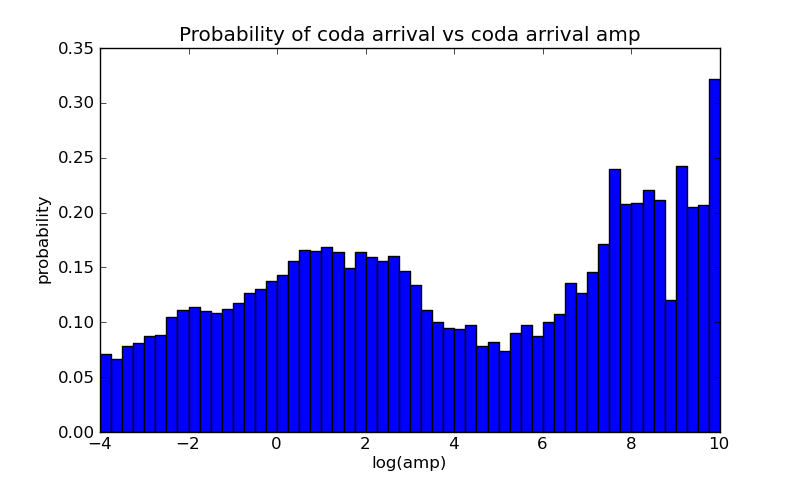 Probability of coda arrival vs coda arrival amp
0.35
0.30
0.25
0.20
0.15
0.10
0.05
0.00
probability
−4 −2 0 2 4 6 8 10
log(amp)